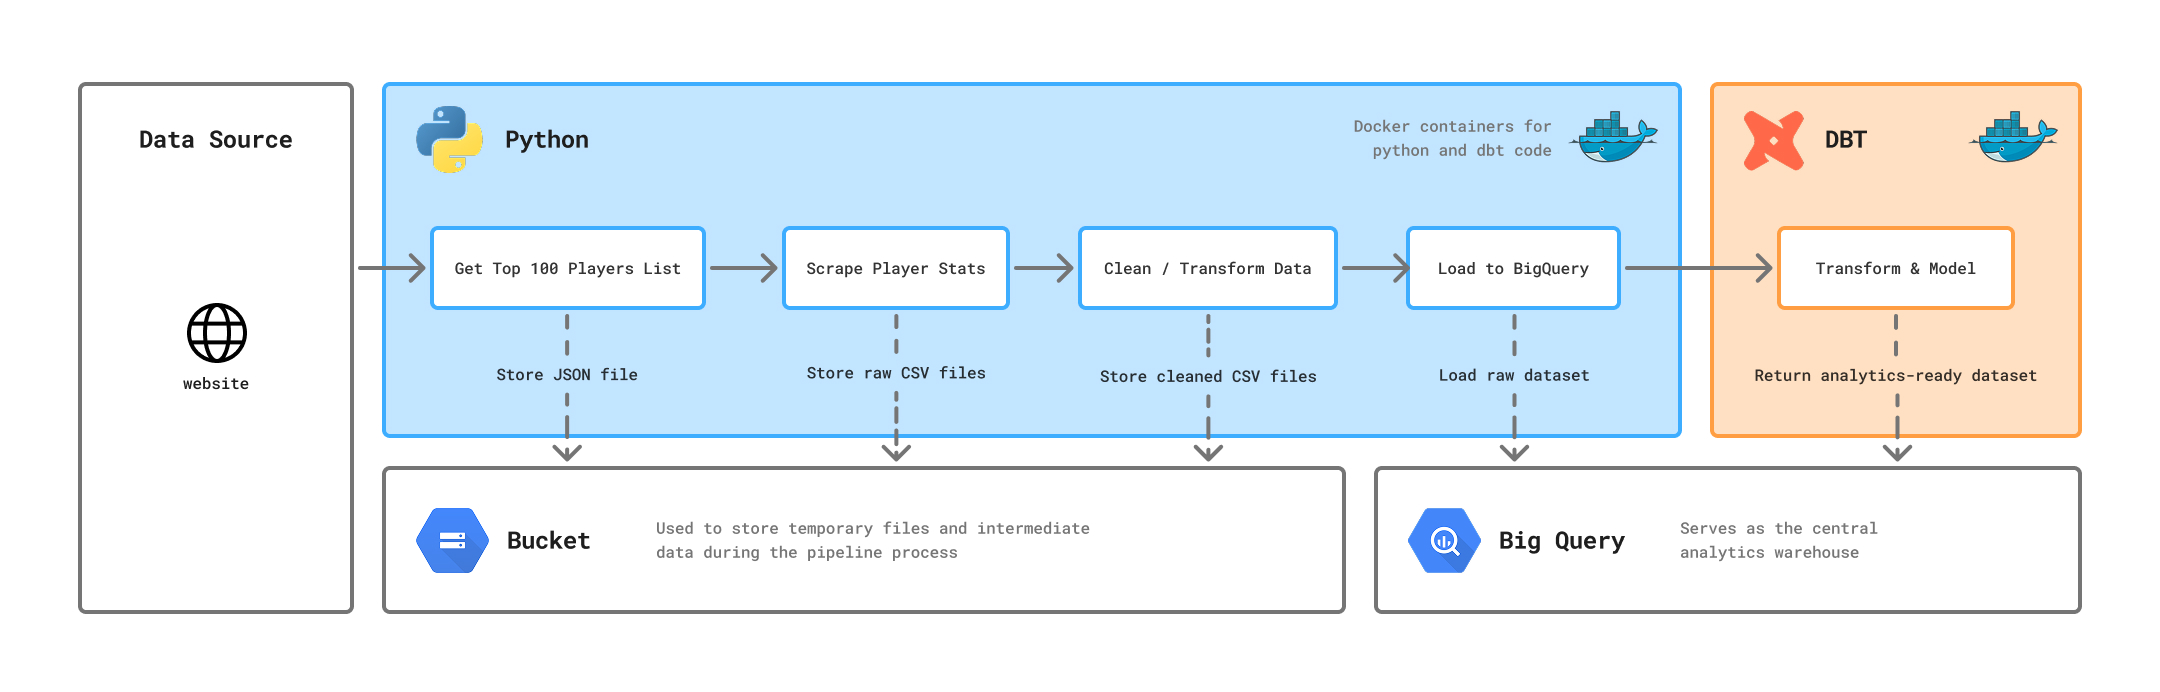 Data Source
website
Python
Docker containers for
python and dbt code
DBT
Get Top 100 Players List
Scrape Player Stats
Clean / Transform Data
Load to BigQuery
Transform & Model
Store JSON file
Store raw CSV files
Store cleaned CSV files
Load raw dataset
Return analytics-ready dataset
Bucket
Used to store temporary files and intermediate
data during the pipeline process
Big Query
Serves as the central
analytics warehouse